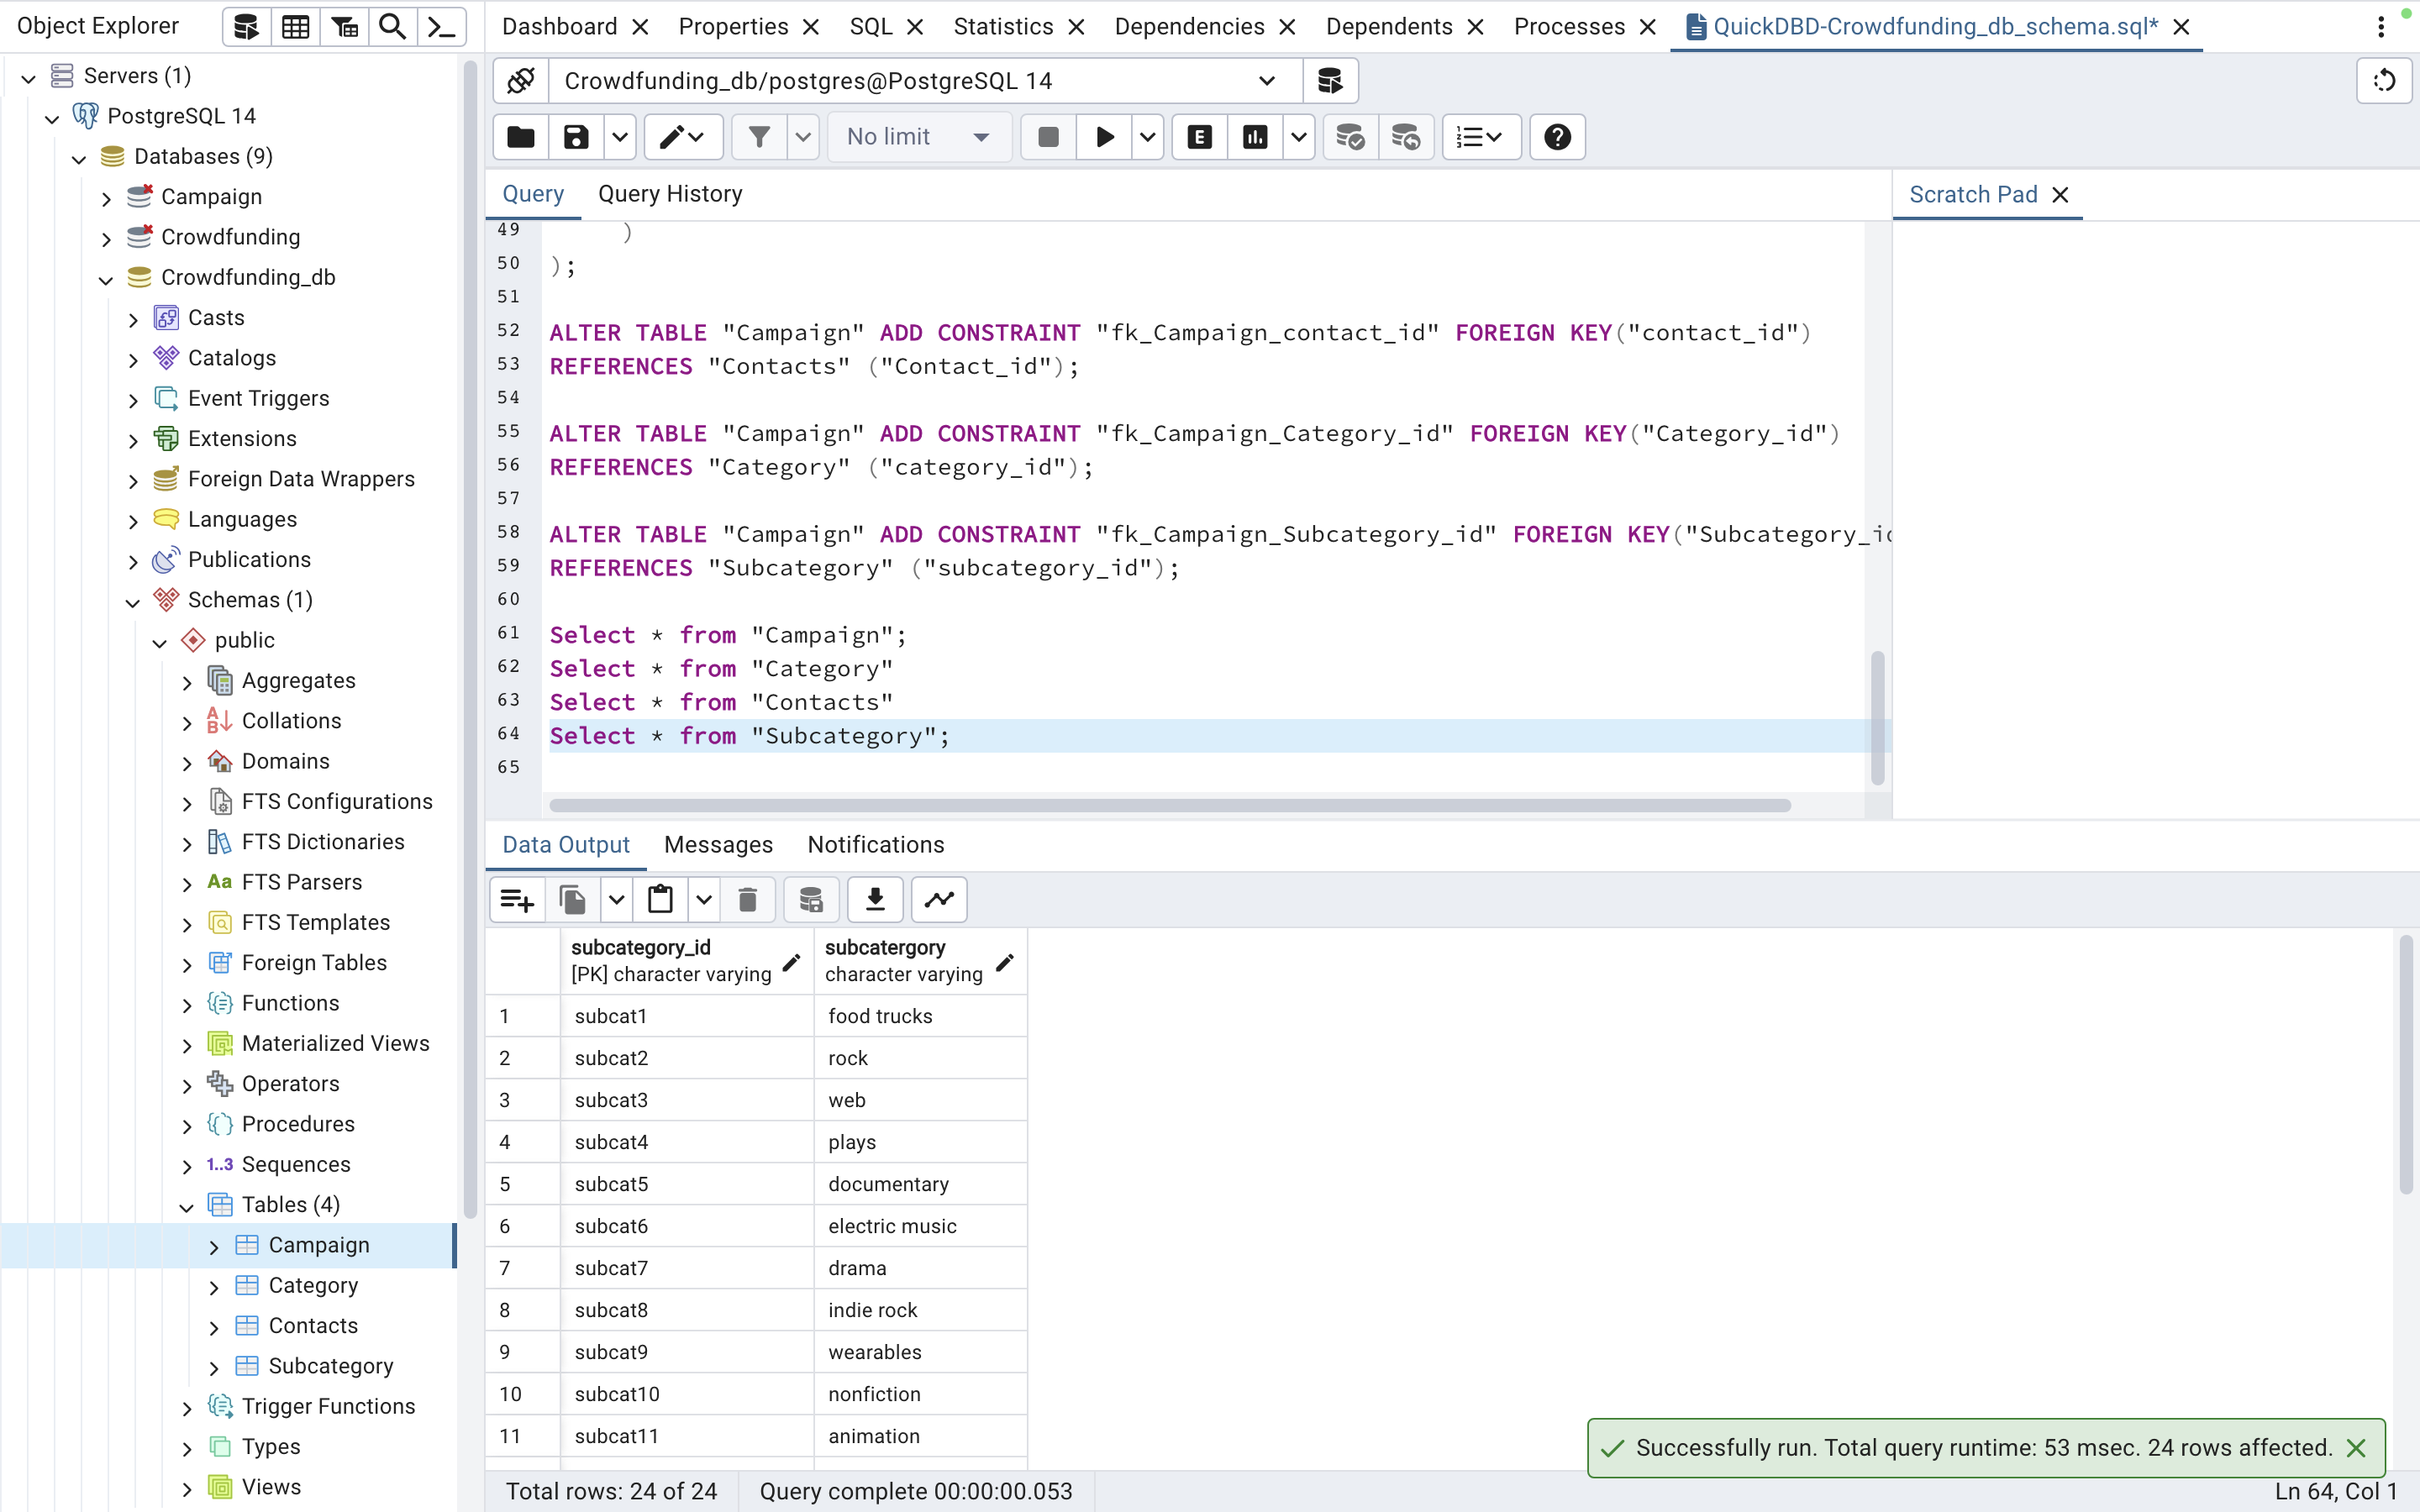 Object Explorer
Dashboard
Properties
SQL
Statistics
Dependencies
Dependents
Processes
QuickDBD-Crowdfunding_db_schema.sql*
Servers (1)
PostgreSQL 14
Databases (9)
Campaign
Crowdfunding
Crowdfunding_db
Casts
Catalogs
Event Triggers
Extensions
Foreign Data Wrappers
Languages
Publications
Schemas (1)
public
Aggregates
Collations
Domains
FTS Configurations
FTS Dictionaries
Aa FTS Parsers
FTS Templates
Foreign Tables
Functions
Materialized Views
Operators
Procedures
1..3 Sequences
Tables (4)
Campaign
Category
Contacts
Subcategory
Trigger Functions
Types
Views
Crowdfunding_db/postgres@PostgreSQL 14
No limit
E
Query
Query History
Scratch Pad
49 )
50 );
51
52 ALTER TABLE "Campaign" ADD CONSTRAINT "fk_Campaign_contact_id" FOREIGN KEY("contact_id")
53 REFERENCES "Contacts" ("Contact_id");
54
55 ALTER TABLE "Campaign" ADD CONSTRAINT "fk_Campaign_Category_id" FOREIGN KEY("Category_id")
56 REFERENCES "Category" ("category_id");
57
58 ALTER TABLE "Campaign" ADD CONSTRAINT "fk_Campaign_Subcategory_id" FOREIGN KEY("Subcategory_id
59 REFERENCES "Subcategory" ("subcategory_id");
60
61 Select * from "Campaign";
62 Select * from "Category"
63 Select * from "Contacts"
64 Select * from "Subcategory";
65
Data Output
Messages
Notifications
subcategory_id subcatergory
[PK] character varying character varying
1 subcat1 food trucks
2 subcat2 rock
3 subcat3 web
4 subcat4 plays
5 subcat5 documentary
6 subcat6 electric music
7 subcat7 drama
8 subcat8 indie rock
9 subcat9 wearables
10 subcat10 nonfiction
11 subcat11 animation
Successfully run. Total query runtime: 53 msec. 24 rows affected.
Total rows: 24 of 24
Query complete 00:00:00.053
Ln 64, Col 1